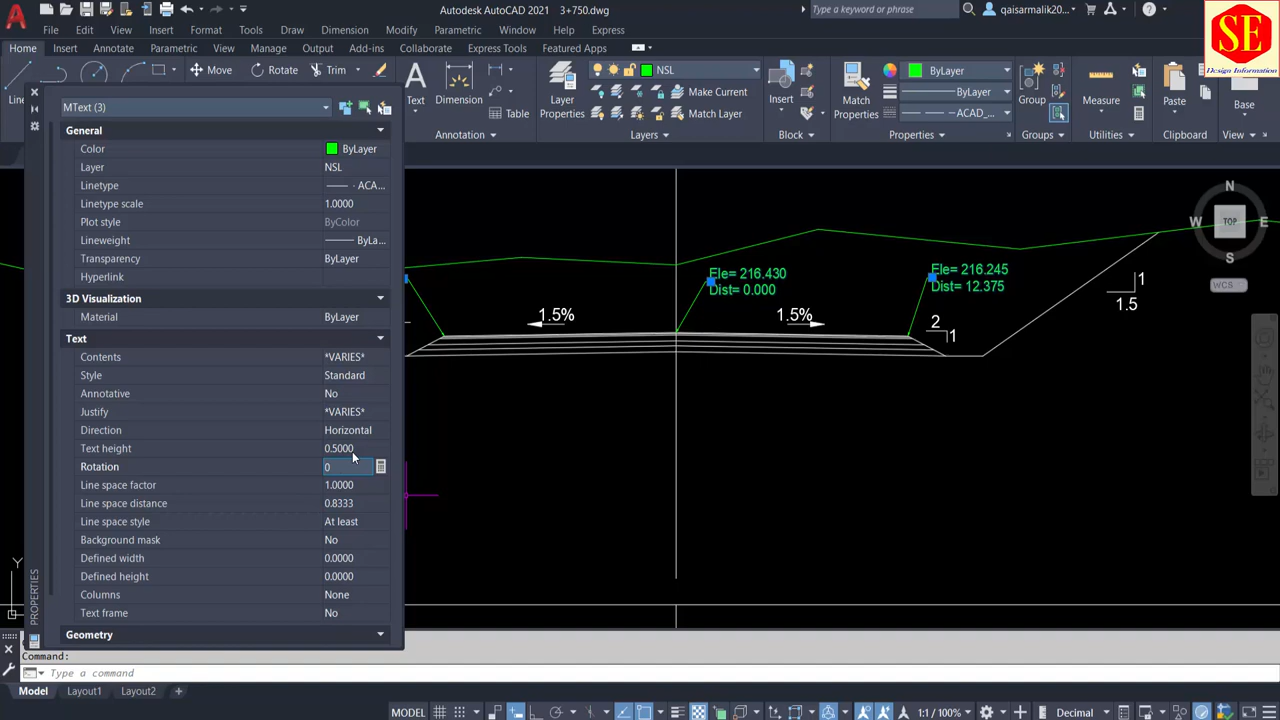 Autodesk AutoCAD 2021 3+750.dwg
Type a keyword or phrase
qaisarmalik20...
SE
Design Information
File
Edit
View
Insert
Format
Tools
Draw
Dimension
Modify
Parametric
Window
Help
Express
Home
Insert
Annotate
Parametric
View
Manage
Output
Add-ins
Collaborate
Express Tools
Featured Apps
Move
Rotate
Trim
Text
Dimension
Table
Annotation
Layer
Properties
NSL
Make Current
Match Layer
Layers
Insert
Block
Match
Properties
ByLayer
ByLayer
ACAD_...
Properties
Group
Groups
Measure
Utilities
Paste
Clipboard
Base
View
MText (3)
General
Color ByLayer
Layer NSL
Linetype ACA...
Linetype scale 1.0000
Plot style ByColor
Lineweight ByLa...
Transparency ByLayer
Hyperlink
3D Visualization
Material ByLayer
Text
Contents *VARIES*
Style Standard
Annotative No
Justify *VARIES*
Direction Horizontal
Text height 0.5000
Rotation 0
Line space factor 1.0000
Line space distance 0.8333
Line space style At least
Background mask No
Defined width 0.0000
Defined height 0.0000
Columns None
Text frame No
Geometry
PROPERTIES
Ele= 216.430
Dist= 0.000
Ele= 216.245
Dist= 12.375
1.5%
1.5%
2
1
1
1.5
N
W
TOP
E
S
WCS
Y
Command:
Type a command
Model
Layout1
Layout2
+
MODEL
1:1 / 100%
Decimal